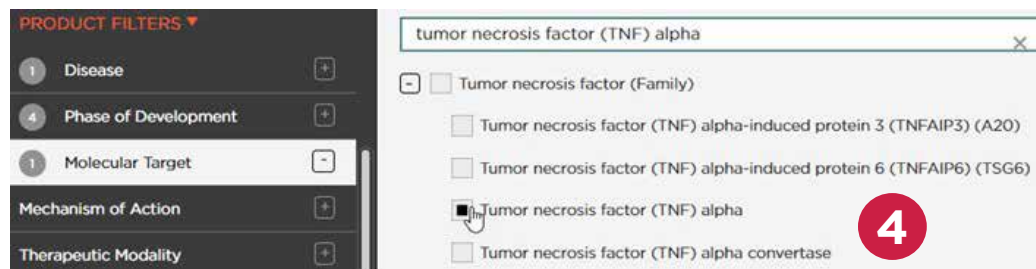 PRODUCT FILTERS ▼
1 Disease +
4 Phase of Development +
1 Molecular Target -
Mechanism of Action +
Therapeutic Modality +
tumor necrosis factor (TNF) alpha ×
- Tumor necrosis factor (Family)
Tumor necrosis factor (TNF) alpha-induced protein 3 (TNFAIP3) (A20)
Tumor necrosis factor (TNF) alpha-induced protein 6 (TNFAIP6) (TSG6)
Tumor necrosis factor (TNF) alpha
Tumor necrosis factor (TNF) alpha convertase
4